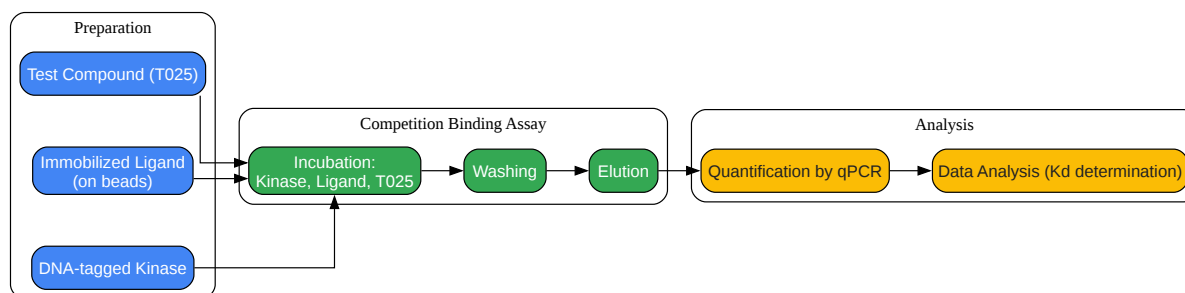 Preparation
Test Compound (T025)
Immobilized Ligand
(on beads)
DNA-tagged Kinase
Competition Binding Assay
Incubation:
Kinase, Ligand, T025
Washing
Elution
Analysis
Quantification by qPCR
Data Analysis (Kd determination)